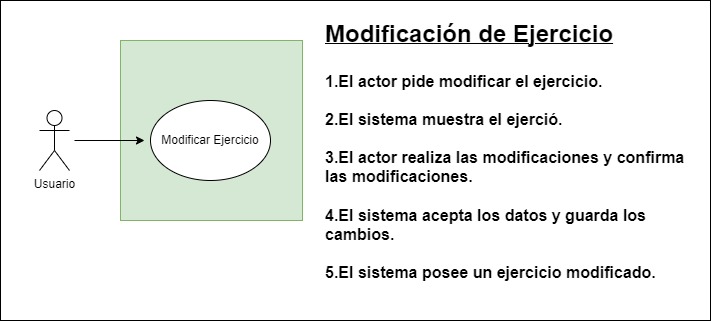 Modificación de Ejercicio
1.El actor pide modificar el ejercicio.
2.El sistema muestra el ejerció.
3.El actor realiza las modificaciones y confirma
las modificaciones.
4.El sistema acepta los datos y guarda los
cambios.
5.El sistema posee un ejercicio modificado.
Modificar Ejercicio
Usuario